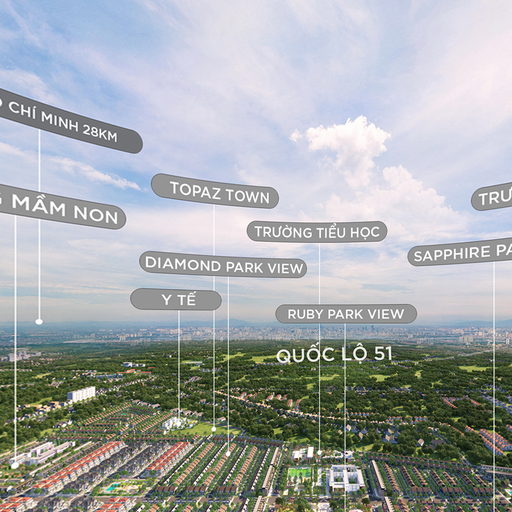 CHÍ MINH 28KM
MẦM NON
TOPAZ TOWN
TRƯỜNG TIỂU HỌC
DIAMOND PARK VIEW
SAPPHIRE
Y TẾ
RUBY PARK VIEW
QUỐC LỘ 51